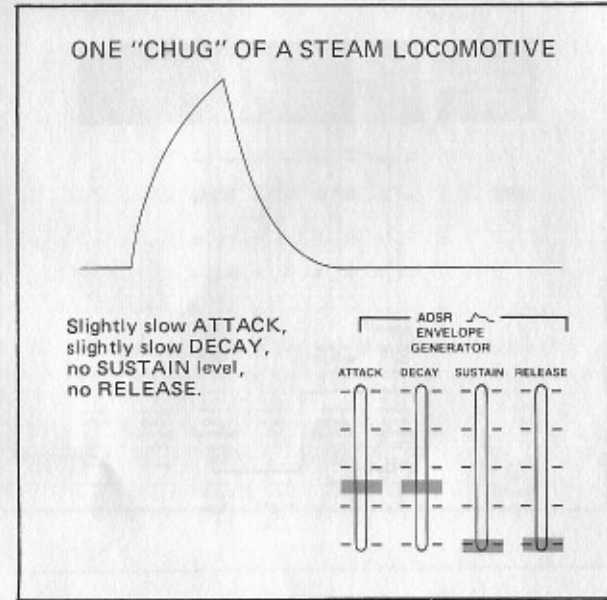 ONE "CHUG" OF A STEAM LOCOMOTIVE
Slightly slow ATTACK,
slightly slow DECAY,
no SUSTAIN level,
no RELEASE.
ADSR
ENVELOPE
GENERATOR
ATTACK DECAY SUSTAIN RELEASE